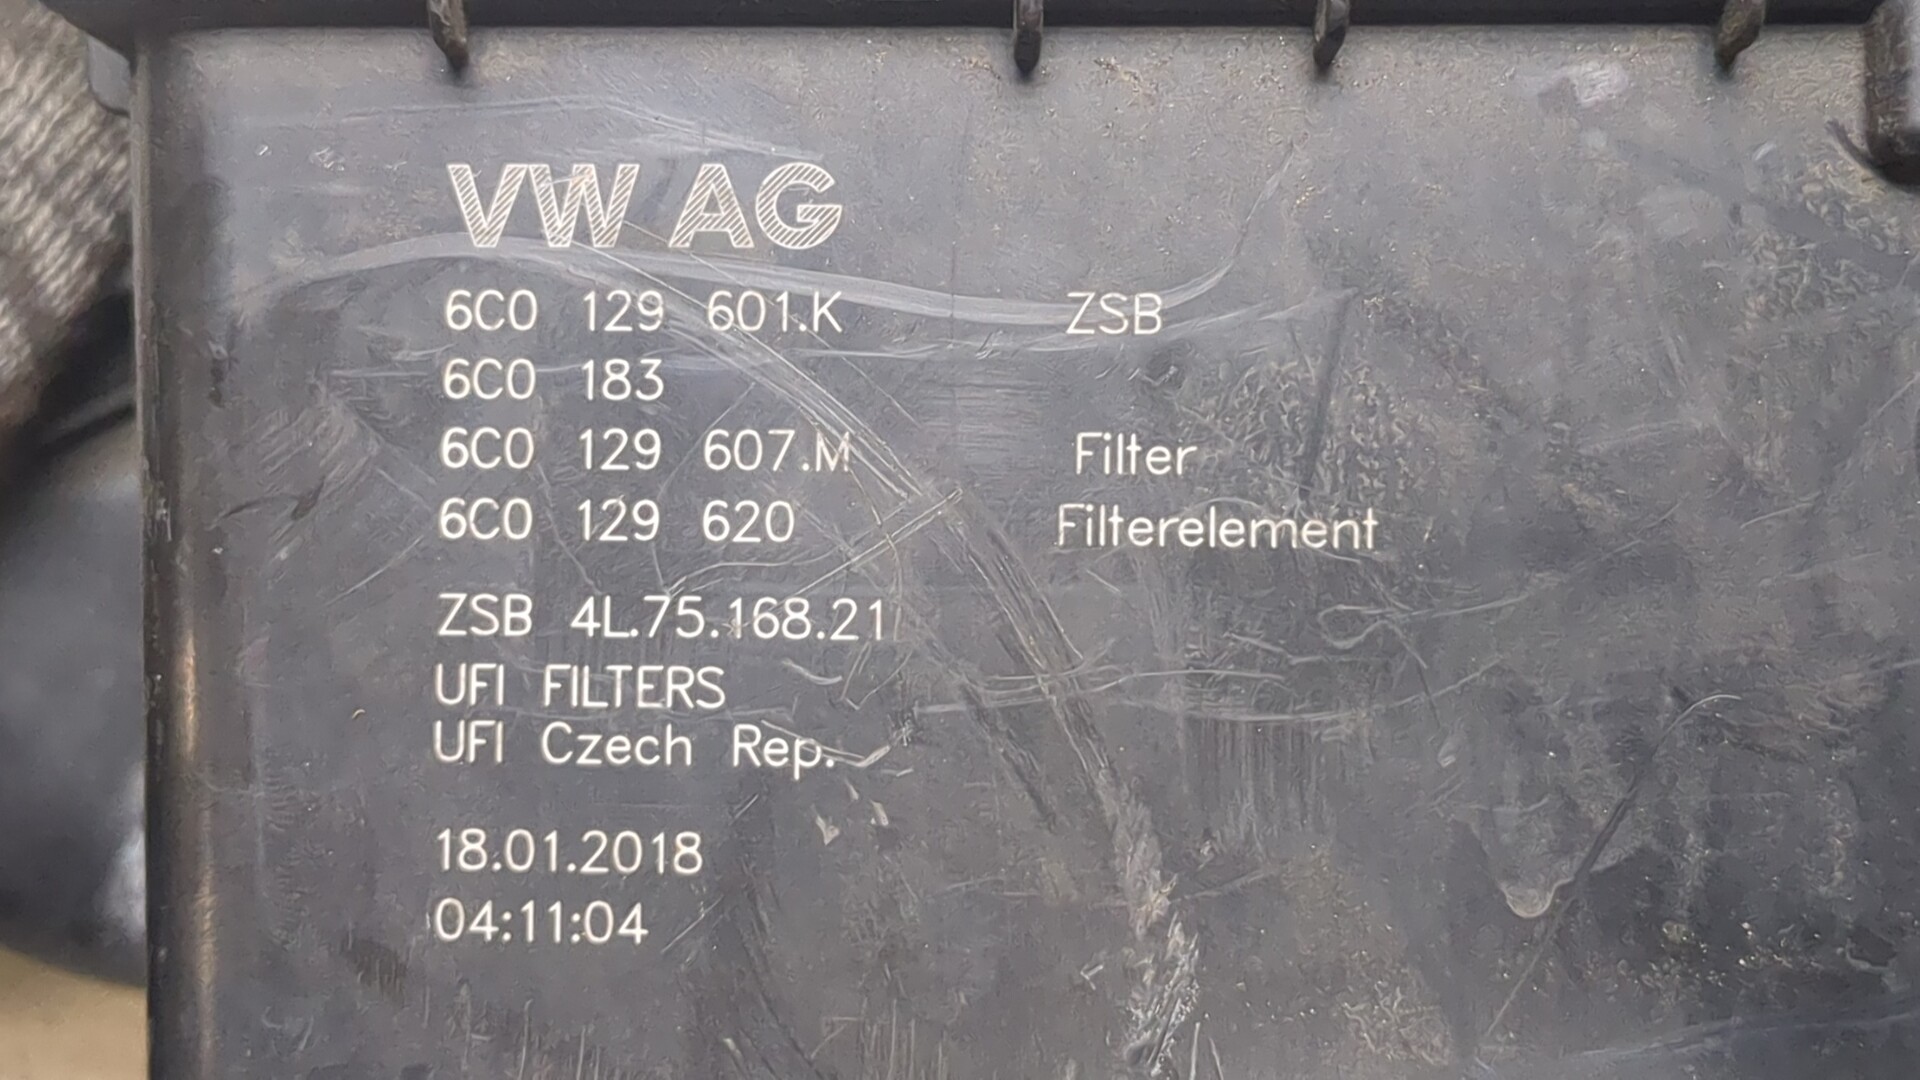 VW AG
6C0 129 601.K ZSB
6C0 183
6C0 129 607.M Filter
6C0 129 620 Filterelement
ZSB 4L.75.168.21
UFI FILTERS
UFI Czech Rep.
18.01.2018
04:11:04